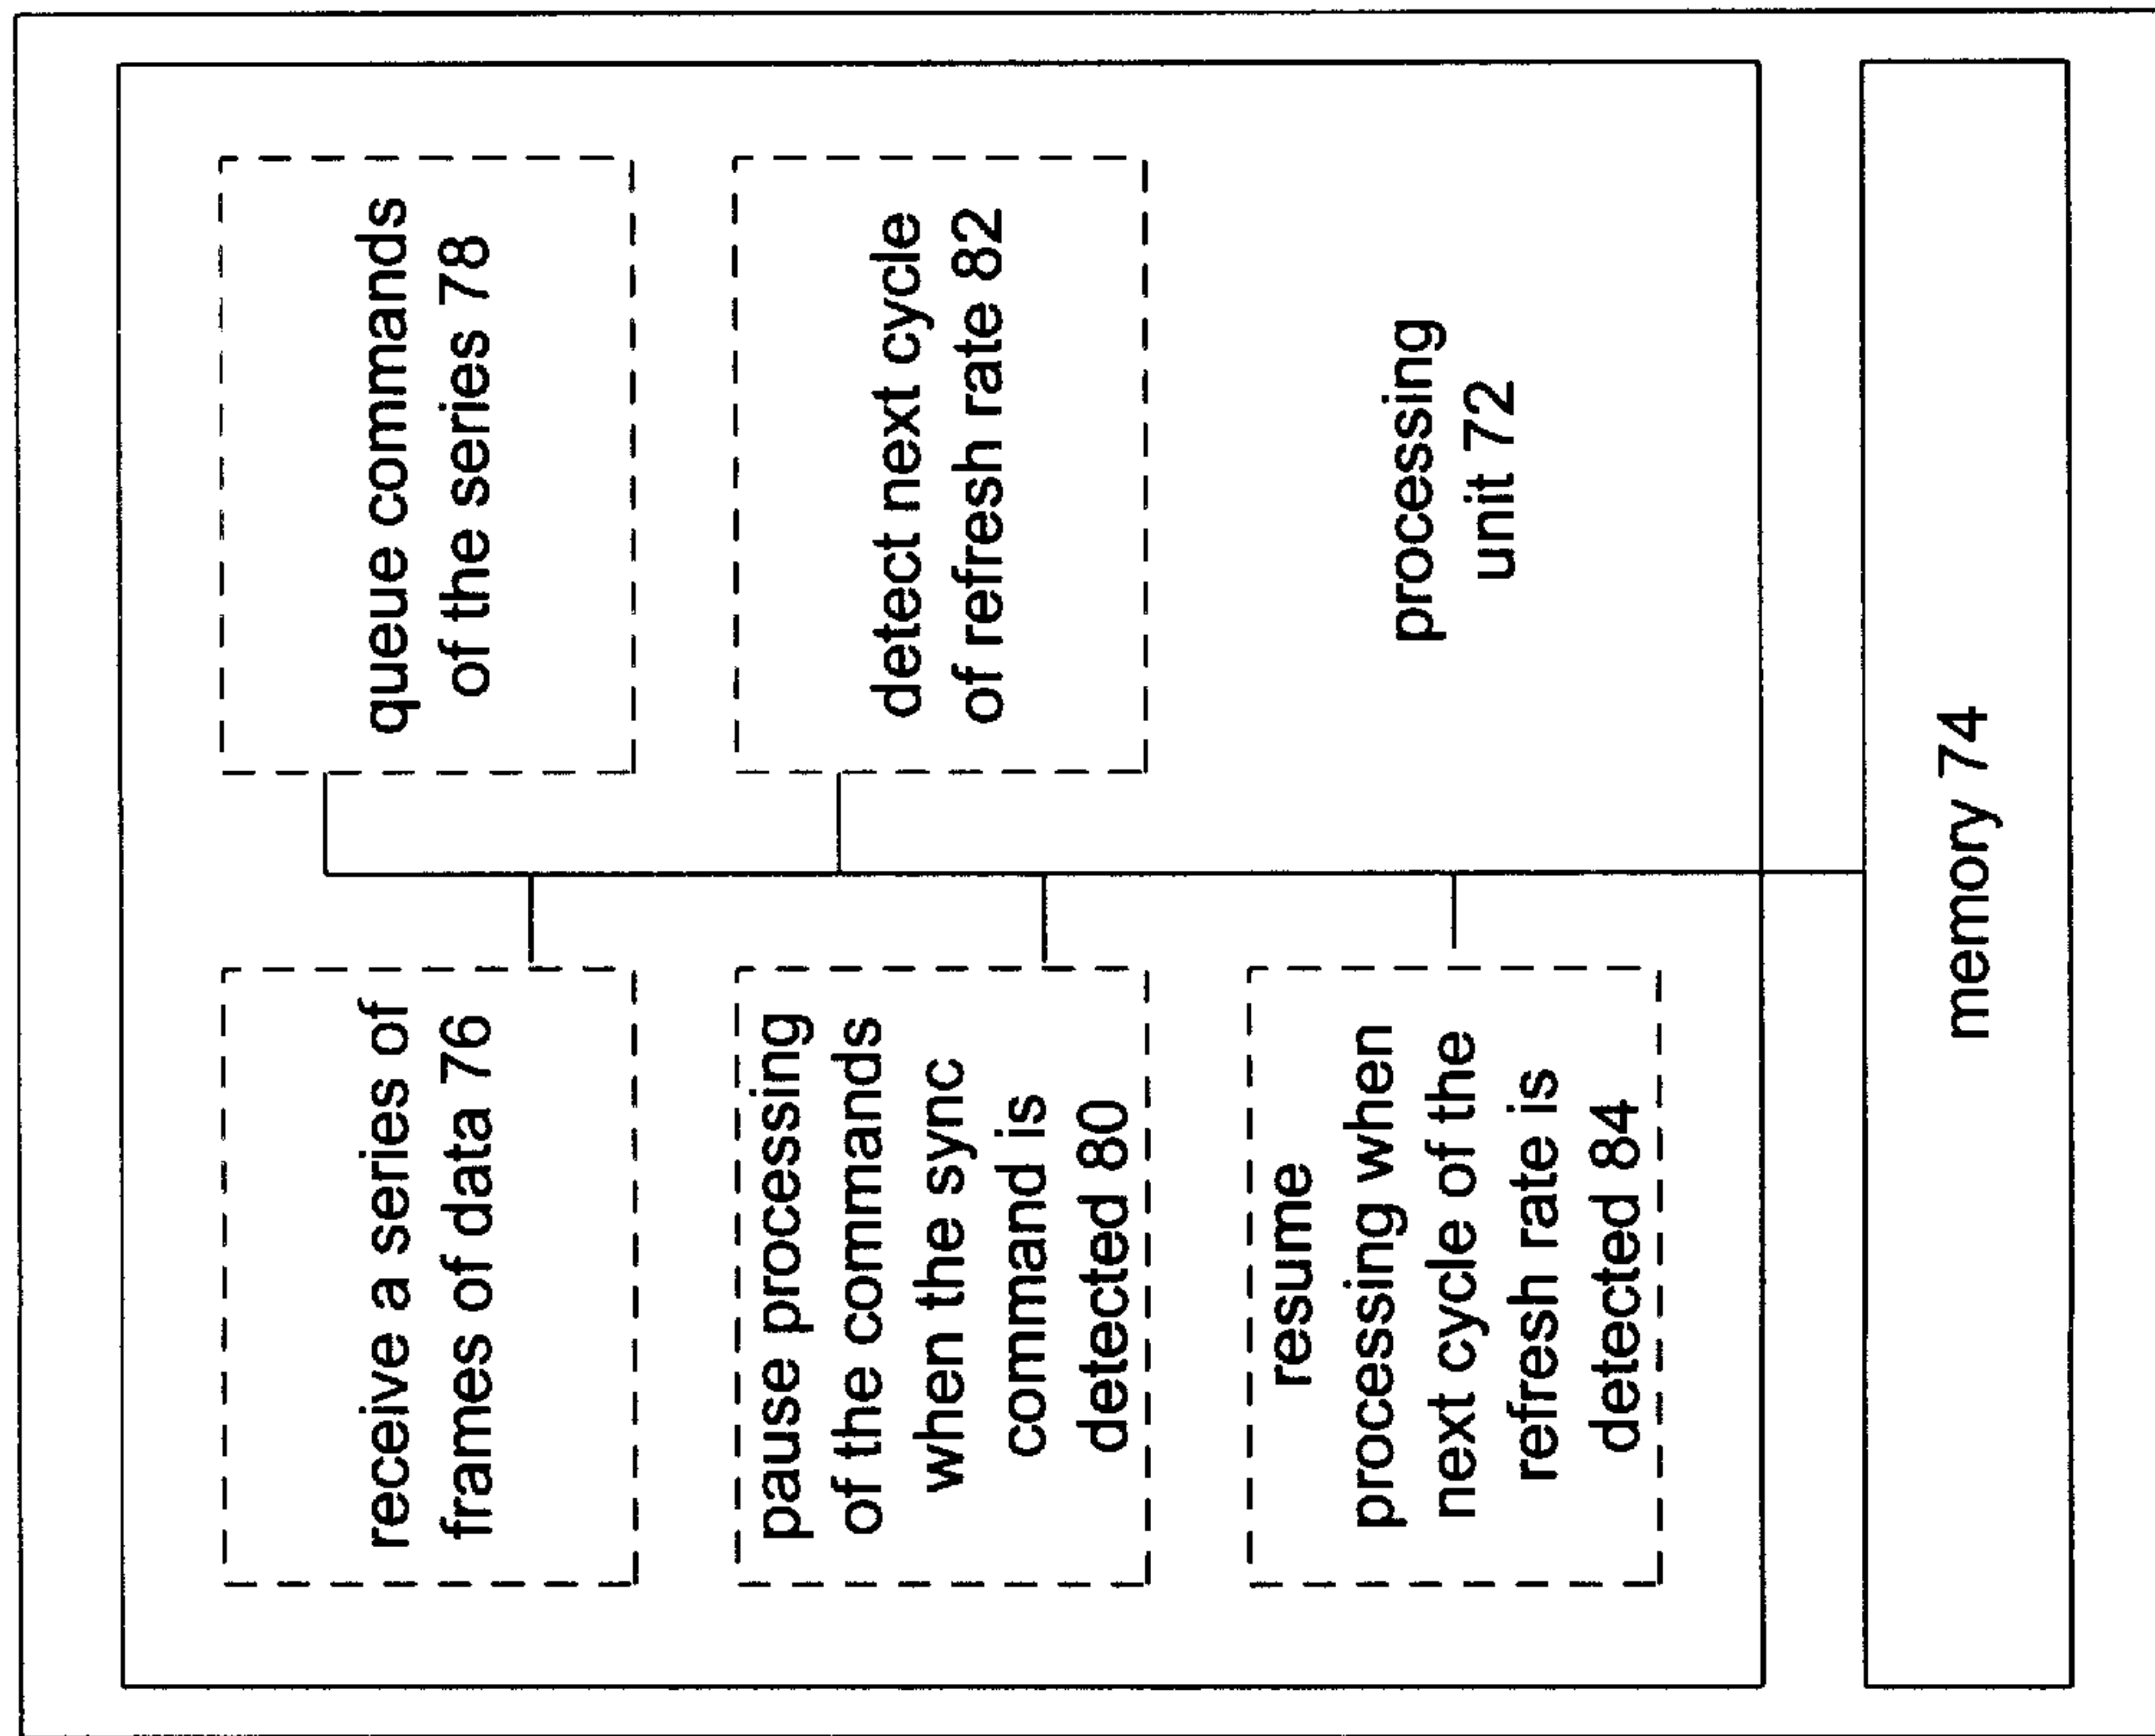 receive a series of
frames of data 76
queue commands
of the series 78
pause processing
of the commands
when the sync
command is
detected 80
detect next cycle
of refresh rate 82
resume
processing when
next cycle of the
refresh rate is
detected 84
processing
unit 72
memory 74